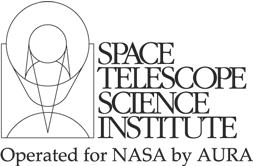 SPACE
TELESCOPE
SCIENCE
INSTITUTE
Operated for NASA by AURA